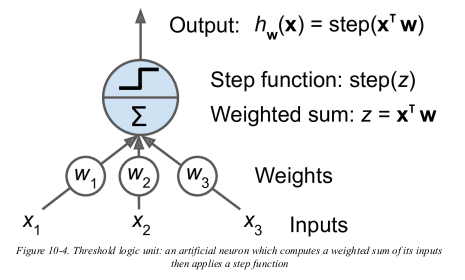 Output: h_w(x) = step(xᵀ w)
Step function: step(z)
Σ
Weighted sum: z = xᵀ w
w₁ w₂ w₃ Weights
x₁ x₂ x₃ Inputs
Figure 10-4. Threshold logic unit: an artificial neuron which computes a weighted sum of its inputs
then applies a step function